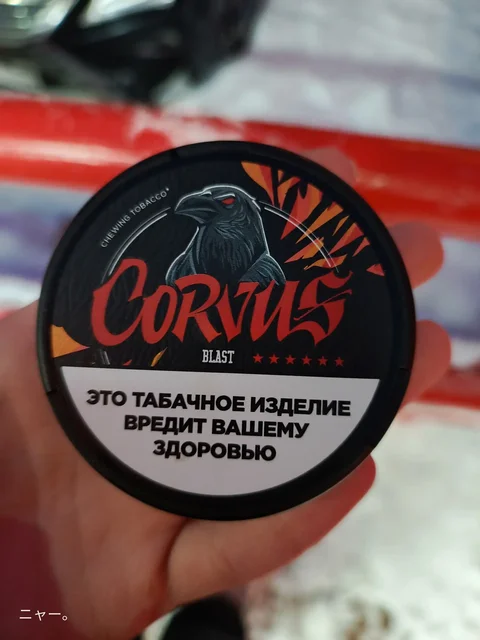 CHEWING TOBACCO*
CORVUS
BLAST ★★★★★★
ЭТО ТАБАЧНОЕ ИЗДЕЛИЕ
ВРЕДИТ ВАШЕМУ
ЗДОРОВЬЮ
ニャー。